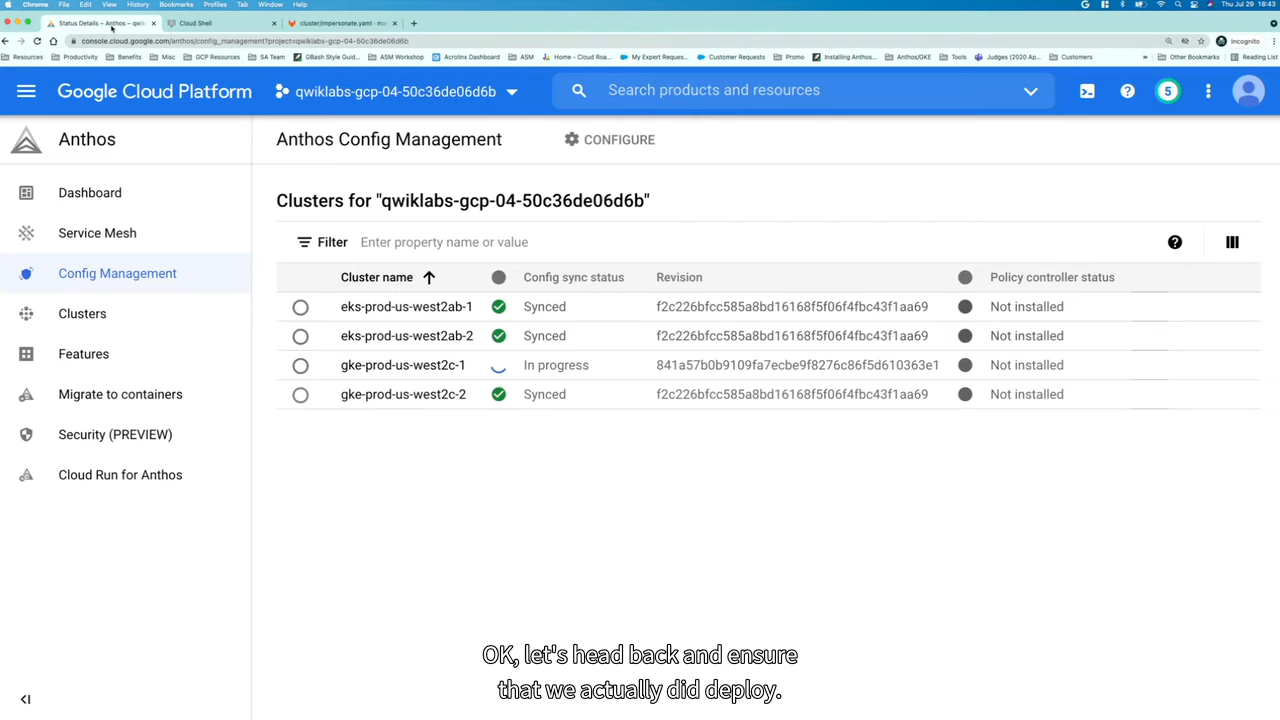 Chrome File Edit View History Bookmarks Profiles Tab Window Help Thu Jul 29 18:43
Status Details – Anthos – qwik Cloud Shell cluster/impersonate.yaml · ma
console.cloud.google.com/anthos/config_management?project=qwiklabs-gcp-04-50c36de06d6b Incognito
Resources Productivity Benefits Misc GCP Resources SA Team GBash Style Guid... ASM Workshop Acrolinx Dashboard ASM Home – Cloud Roa... My Expert Reques... Customer Requests Promo Installing Anthos... Anthos/GKE Tools Judges (2020 Ap... Customers » Other Bookmarks Reading List
Google Cloud Platform qwiklabs-gcp-04-50c36de06d6b Search products and resources 5
Anthos
Anthos Config Management CONFIGURE
Dashboard
Service Mesh
Config Management
Clusters
Features
Migrate to containers
Security (PREVIEW)
Cloud Run for Anthos
Clusters for "qwiklabs-gcp-04-50c36de06d6b"
Filter Enter property name or value
Cluster name Config sync status Revision Policy controller status
eks-prod-us-west2ab-1 Synced f2c226bfcc585a8bd16168f5f06f4fbc43f1aa69 Not installed
eks-prod-us-west2ab-2 Synced f2c226bfcc585a8bd16168f5f06f4fbc43f1aa69 Not installed
gke-prod-us-west2c-1 In progress 841a57b0b9109fa7ecbe9f8276c86f5d610363e1 Not installed
gke-prod-us-west2c-2 Synced f2c226bfcc585a8bd16168f5f06f4fbc43f1aa69 Not installed
OK, let's head back and ensure
that we actually did deploy.